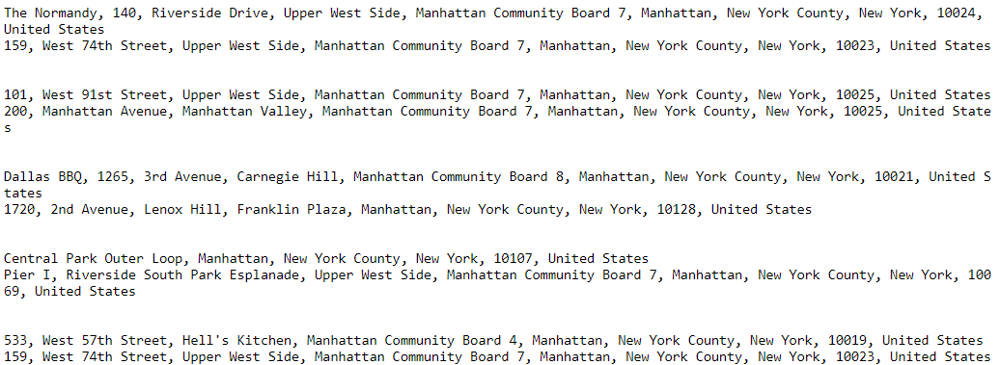 The Normandy, 140, Riverside Drive, Upper West Side, Manhattan Community Board 7, Manhattan, New York County, New York, 10024,
United States
159, West 74th Street, Upper West Side, Manhattan Community Board 7, Manhattan, New York County, New York, 10023, United States
101, West 91st Street, Upper West Side, Manhattan Community Board 7, Manhattan, New York County, New York, 10025, United States
200, Manhattan Avenue, Manhattan Valley, Manhattan Community Board 7, Manhattan, New York County, New York, 10025, United State
s
Dallas BBQ, 1265, 3rd Avenue, Carnegie Hill, Manhattan Community Board 8, Manhattan, New York County, New York, 10021, United S
tates
1720, 2nd Avenue, Lenox Hill, Franklin Plaza, Manhattan, New York County, New York, 10128, United States
Central Park Outer Loop, Manhattan, New York County, New York, 10107, United States
Pier I, Riverside South Park Esplanade, Upper West Side, Manhattan Community Board 7, Manhattan, New York County, New York, 100
69, United States
533, West 57th Street, Hell's Kitchen, Manhattan Community Board 4, Manhattan, New York County, New York, 10019, United States
159, West 74th Street, Upper West Side, Manhattan Community Board 7, Manhattan, New York County, New York, 10023, United States